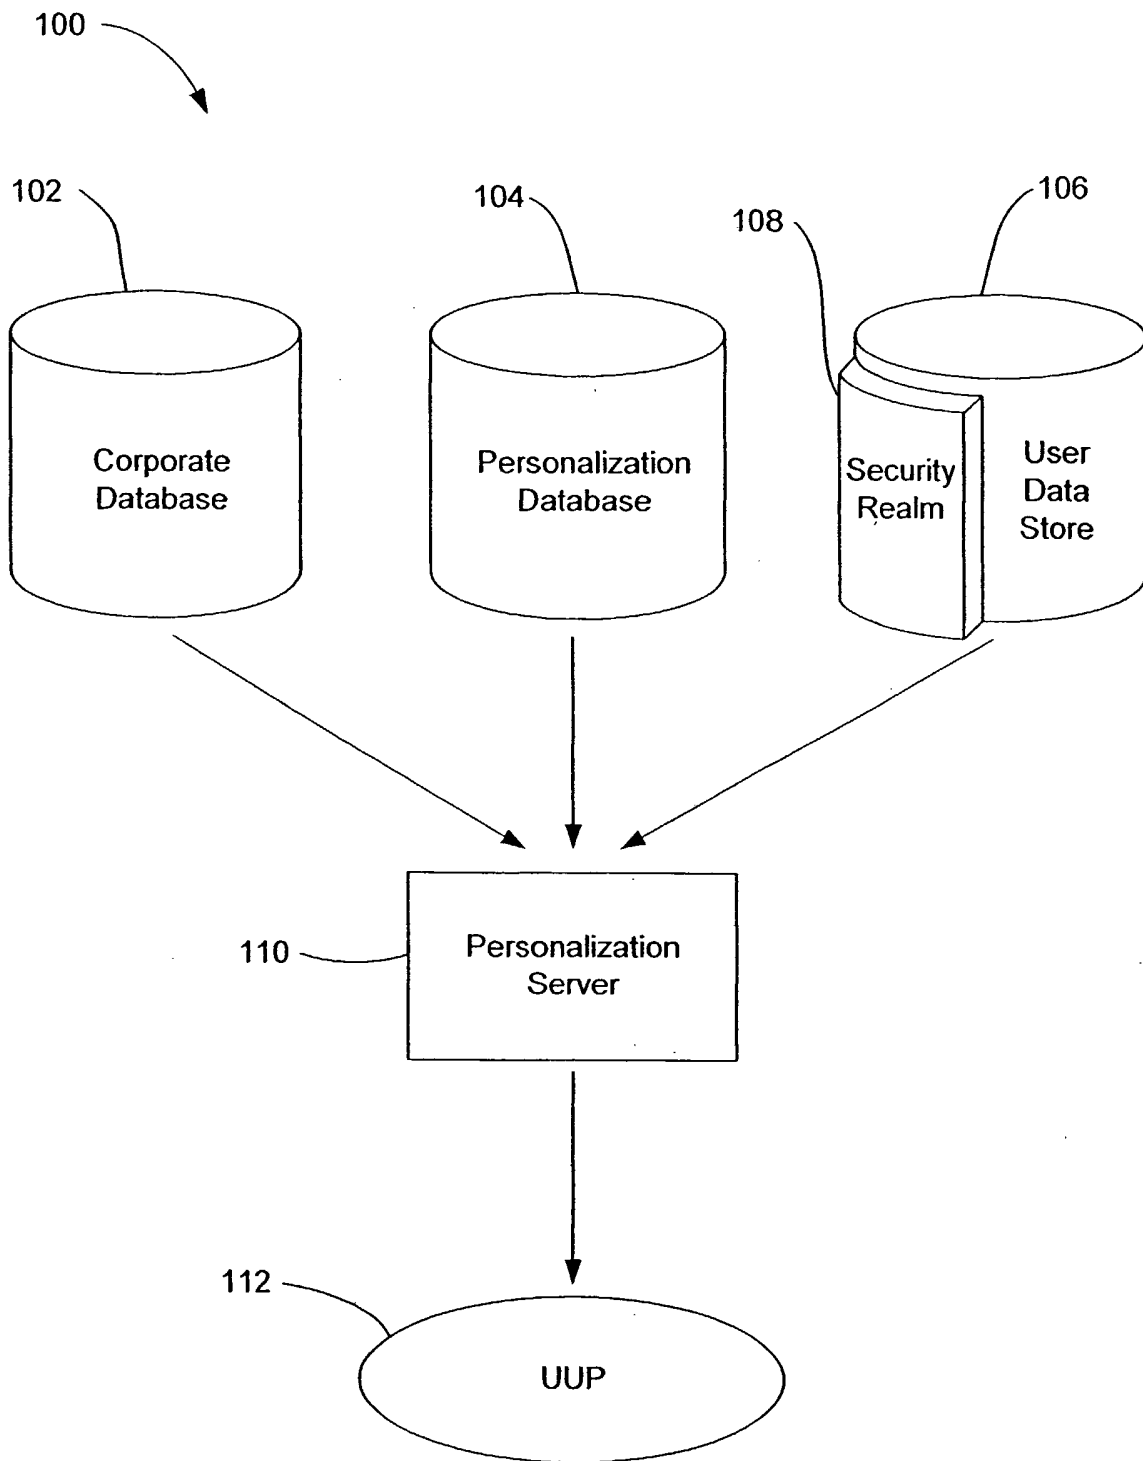 100
102
104
106
108
Corporate
Database
Personalization
Database
Security
Realm
User
Data
Store
110
Personalization
Server
112
UUP